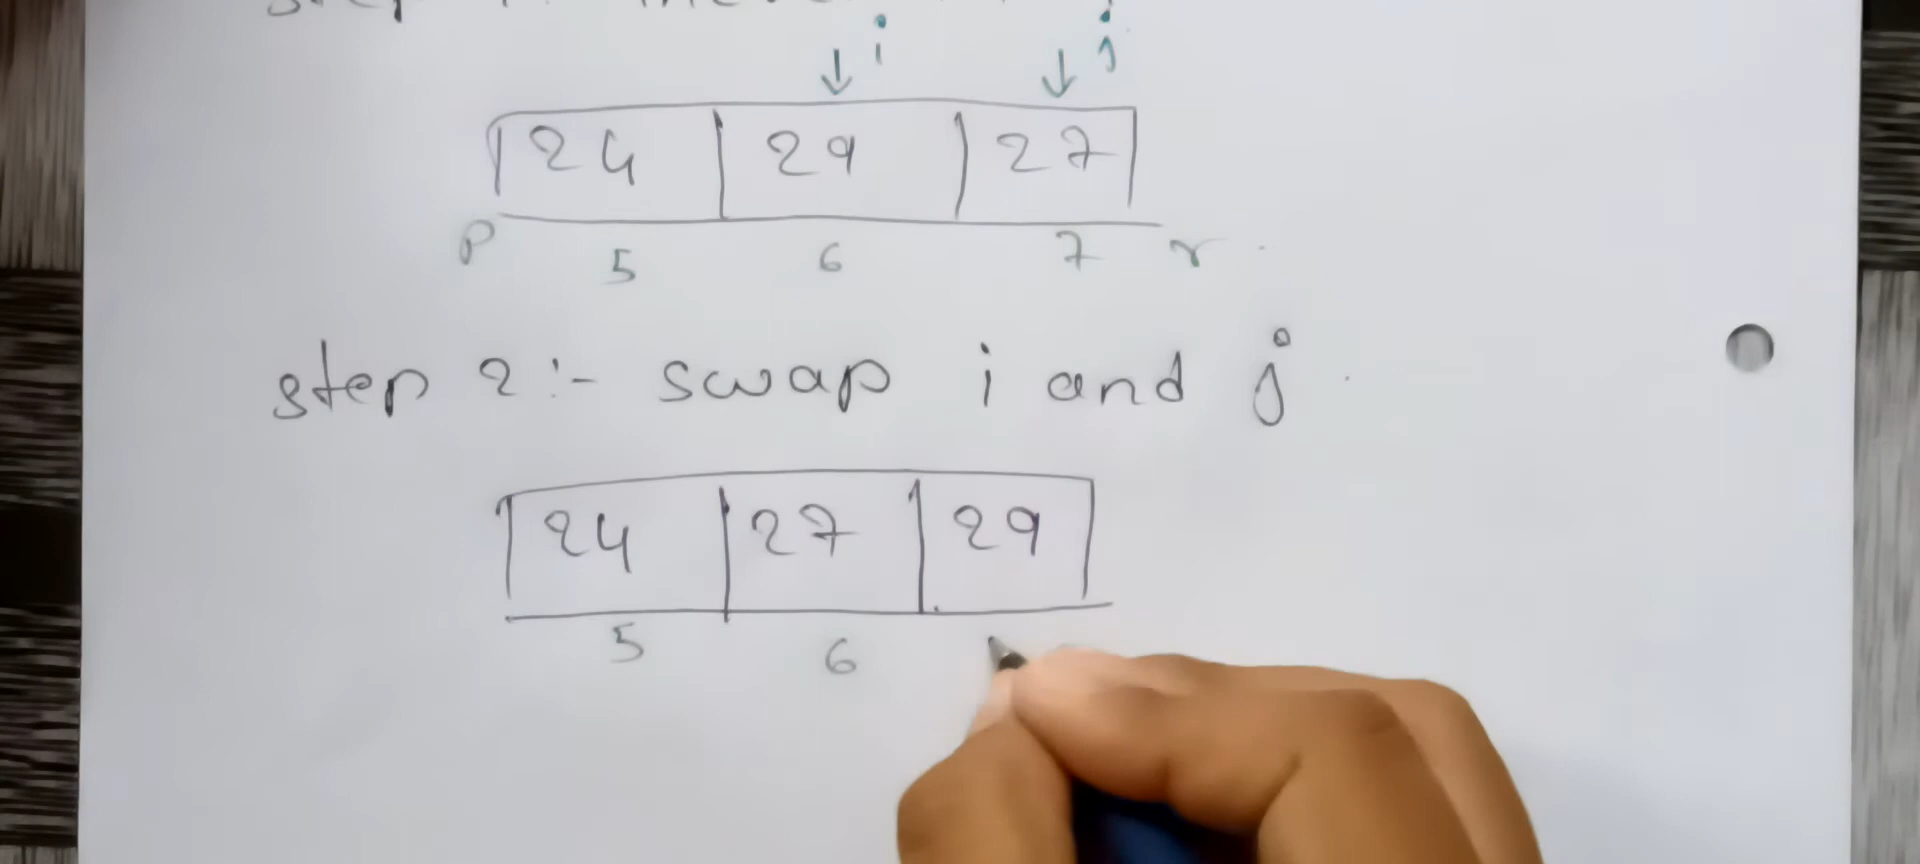 i j
24 29 27
p 5 6 7 r
step 2:- swap i and j.
24 27 29
5 6